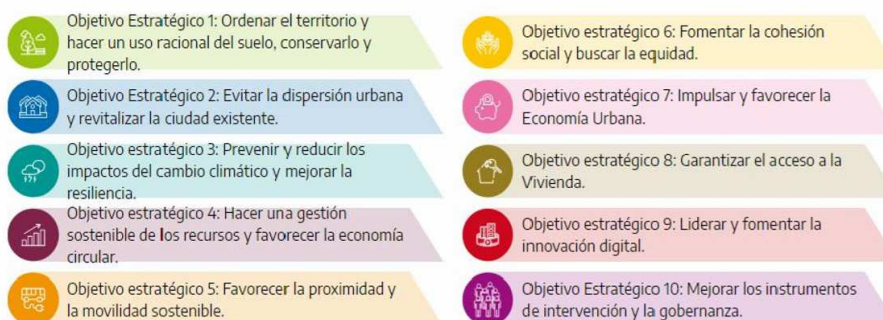 Objetivo Estratégico 1: Ordenar el territorio y
hacer un uso racional del suelo, conservarlo y
protegerlo.
Objetivo Estratégico 2: Evitar la dispersión urbana
y revitalizar la ciudad existente.
Objetivo estratégico 3: Prevenir y reducir los
impactos del cambio climático y mejorar la
resiliencia.
Objetivo estratégico 4: Hacer una gestión
sostenible de los recursos y favorecer la economía
circular.
Objetivo estratégico 5: Favorecer la proximidad y
la movilidad sostenible.
Objetivo estratégico 6: Fomentar la cohesión
social y buscar la equidad.
Objetivo estratégico 7: Impulsar y favorecer la
Economía Urbana.
Objetivo estratégico 8: Garantizar el acceso a la
Vivienda.
Objetivo estratégico 9: Liderar y fomentar la
innovación digital.
Objetivo Estratégico 10: Mejorar los instrumentos
de intervención y la gobernanza.